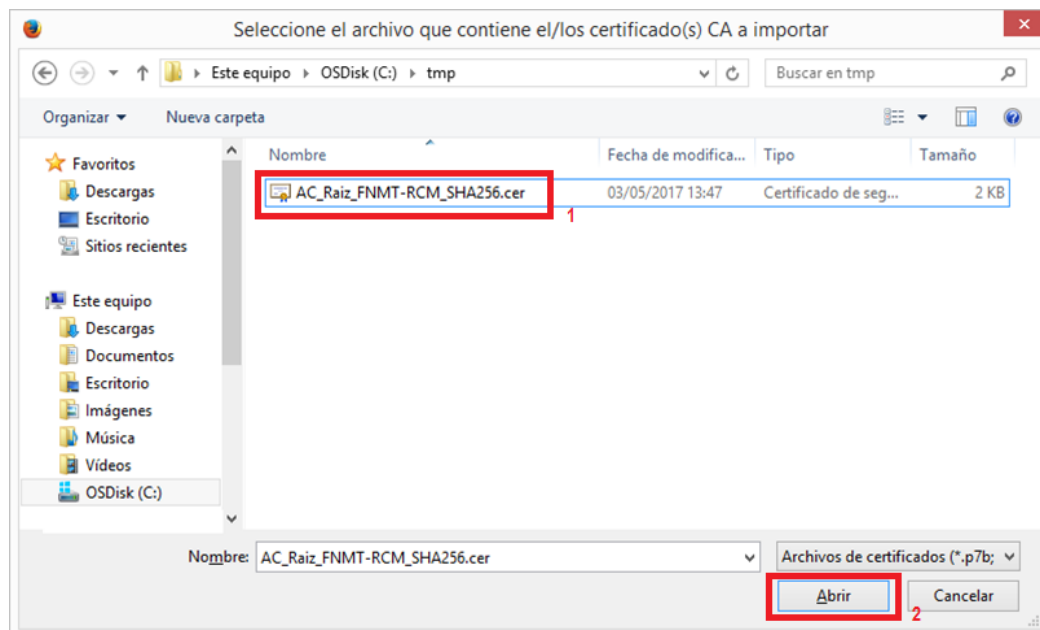 Seleccione el archivo que contiene el/los certificado(s) CA a importar
Este equipo OSDisk (C:) tmp Buscar en tmp
Organizar Nueva carpeta
Nombre Fecha de modifica... Tipo Tamaño
AC_Raiz_FNMT-RCM_SHA256.cer 03/05/2017 13:47 Certificado de seg... 2 KB
1
Favoritos
Descargas
Escritorio
Sitios recientes
Este equipo
Descargas
Documentos
Escritorio
Imágenes
Música
Vídeos
OSDisk (C:)
Nombre: AC_Raiz_FNMT-RCM_SHA256.cer Archivos de certificados (*.p7b;
Abrir Cancelar
2